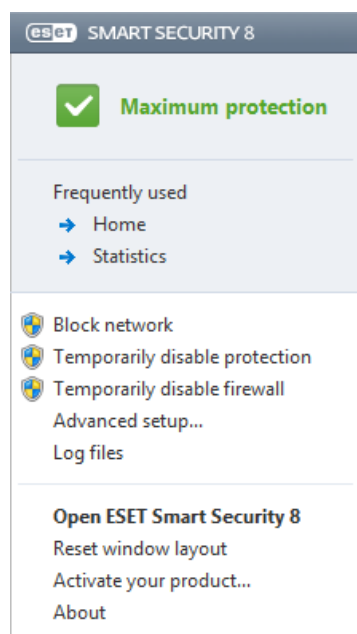 eset SMART SECURITY 8
Maximum protection
Frequently used
Home
Statistics
Block network
Temporarily disable protection
Temporarily disable firewall
Advanced setup...
Log files
Open ESET Smart Security 8
Reset window layout
Activate your product...
About